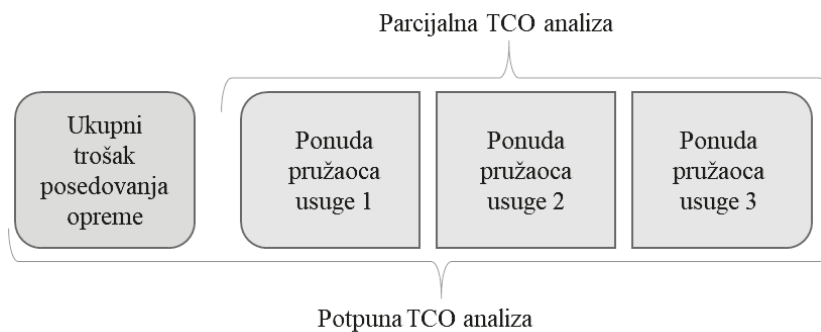 Parcijalna TCO analiza
Ukupni
trošak
posedovanja
opreme
Ponuda
pružaoca
usuge 1
Ponuda
pružaoca
usuge 2
Ponuda
pružaoca
usuge 3
Potpuna TCO analiza